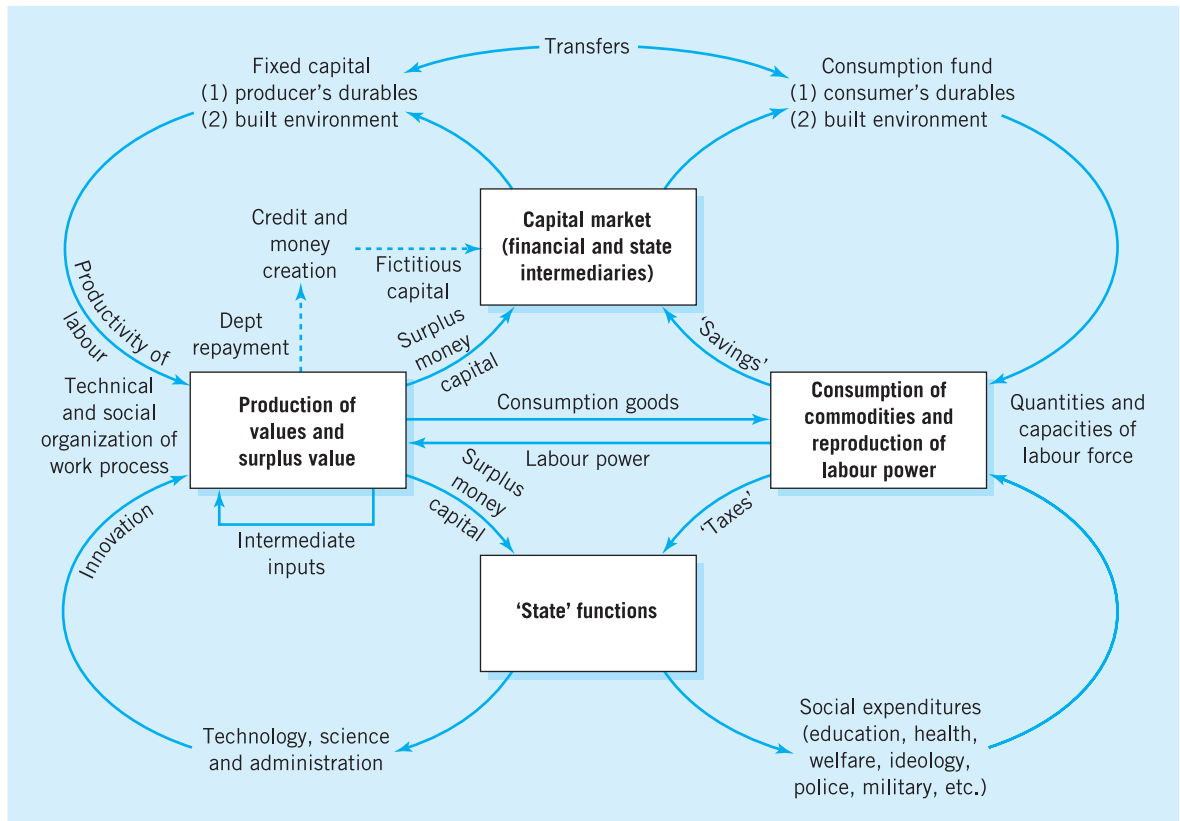 Transfers
Fixed capital
(1) producer's durables
(2) built environment
Consumption fund
(1) consumer's durables
(2) built environment
Capital market
(financial and state
intermediaries)
Credit and
money
creation
Fictitious
capital
Productivity of
labour
Dept
repayment
Surplus
money
capital
'Savings'
Technical
and social
organization of
work process
Production of
values and
surplus value
Consumption goods
Labour power
Consumption of
commodities and
reproduction of
labour power
Quantities and
capacities of
labour force
Surplus
money
capital
'Taxes'
Innovation
Intermediate
inputs
'State' functions
Technology, science
and administration
Social expenditures
(education, health,
welfare, ideology,
police, military, etc.)